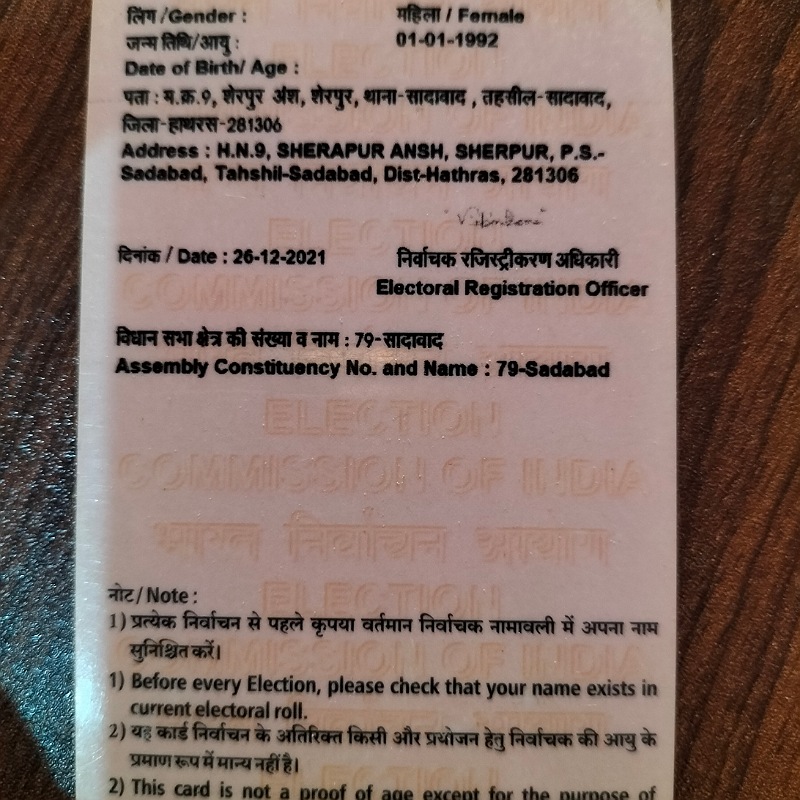 लिंग /Gender : महिला / Female
जन्म तिथि/आयु : 01-01-1992
Date of Birth/ Age :
पता : म.क्र.9, शेरपुर अंश, शेरपुर, थाना-सादावाद , तहसील-सादावाद,
जिला-हाथरस-281306
Address : H.N.9, SHERAPUR ANSH, SHERPUR, P.S.-
Sadabad, Tahshil-Sadabad, Dist-Hathras, 281306
दिनांक / Date : 26-12-2021 निर्वाचक रजिस्ट्रीकरण अधिकारी
Electoral Registration Officer
विधान सभा क्षेत्र की संख्या व नाम : 79-सादावाद
Assembly Constituency No. and Name : 79-Sadabad
ELECTION
COMMISSION OF INDIA
भारत निर्वाचन आयोग
ELECTION
नोट/Note :
1) प्रत्येक निर्वाचन से पहले कृपया वर्तमान निर्वाचक नामावली में अपना नाम
सुनिश्चित करें।
1) Before every Election, please check that your name exists in
current electoral roll.
2) यह कार्ड निर्वाचन के अतिरिक्त किसी और प्रयोजन हेतु निर्वाचक की आयु के
प्रमाण रूप में मान्य नहीं है।
2) This card is not a proof of age except for the purpose of